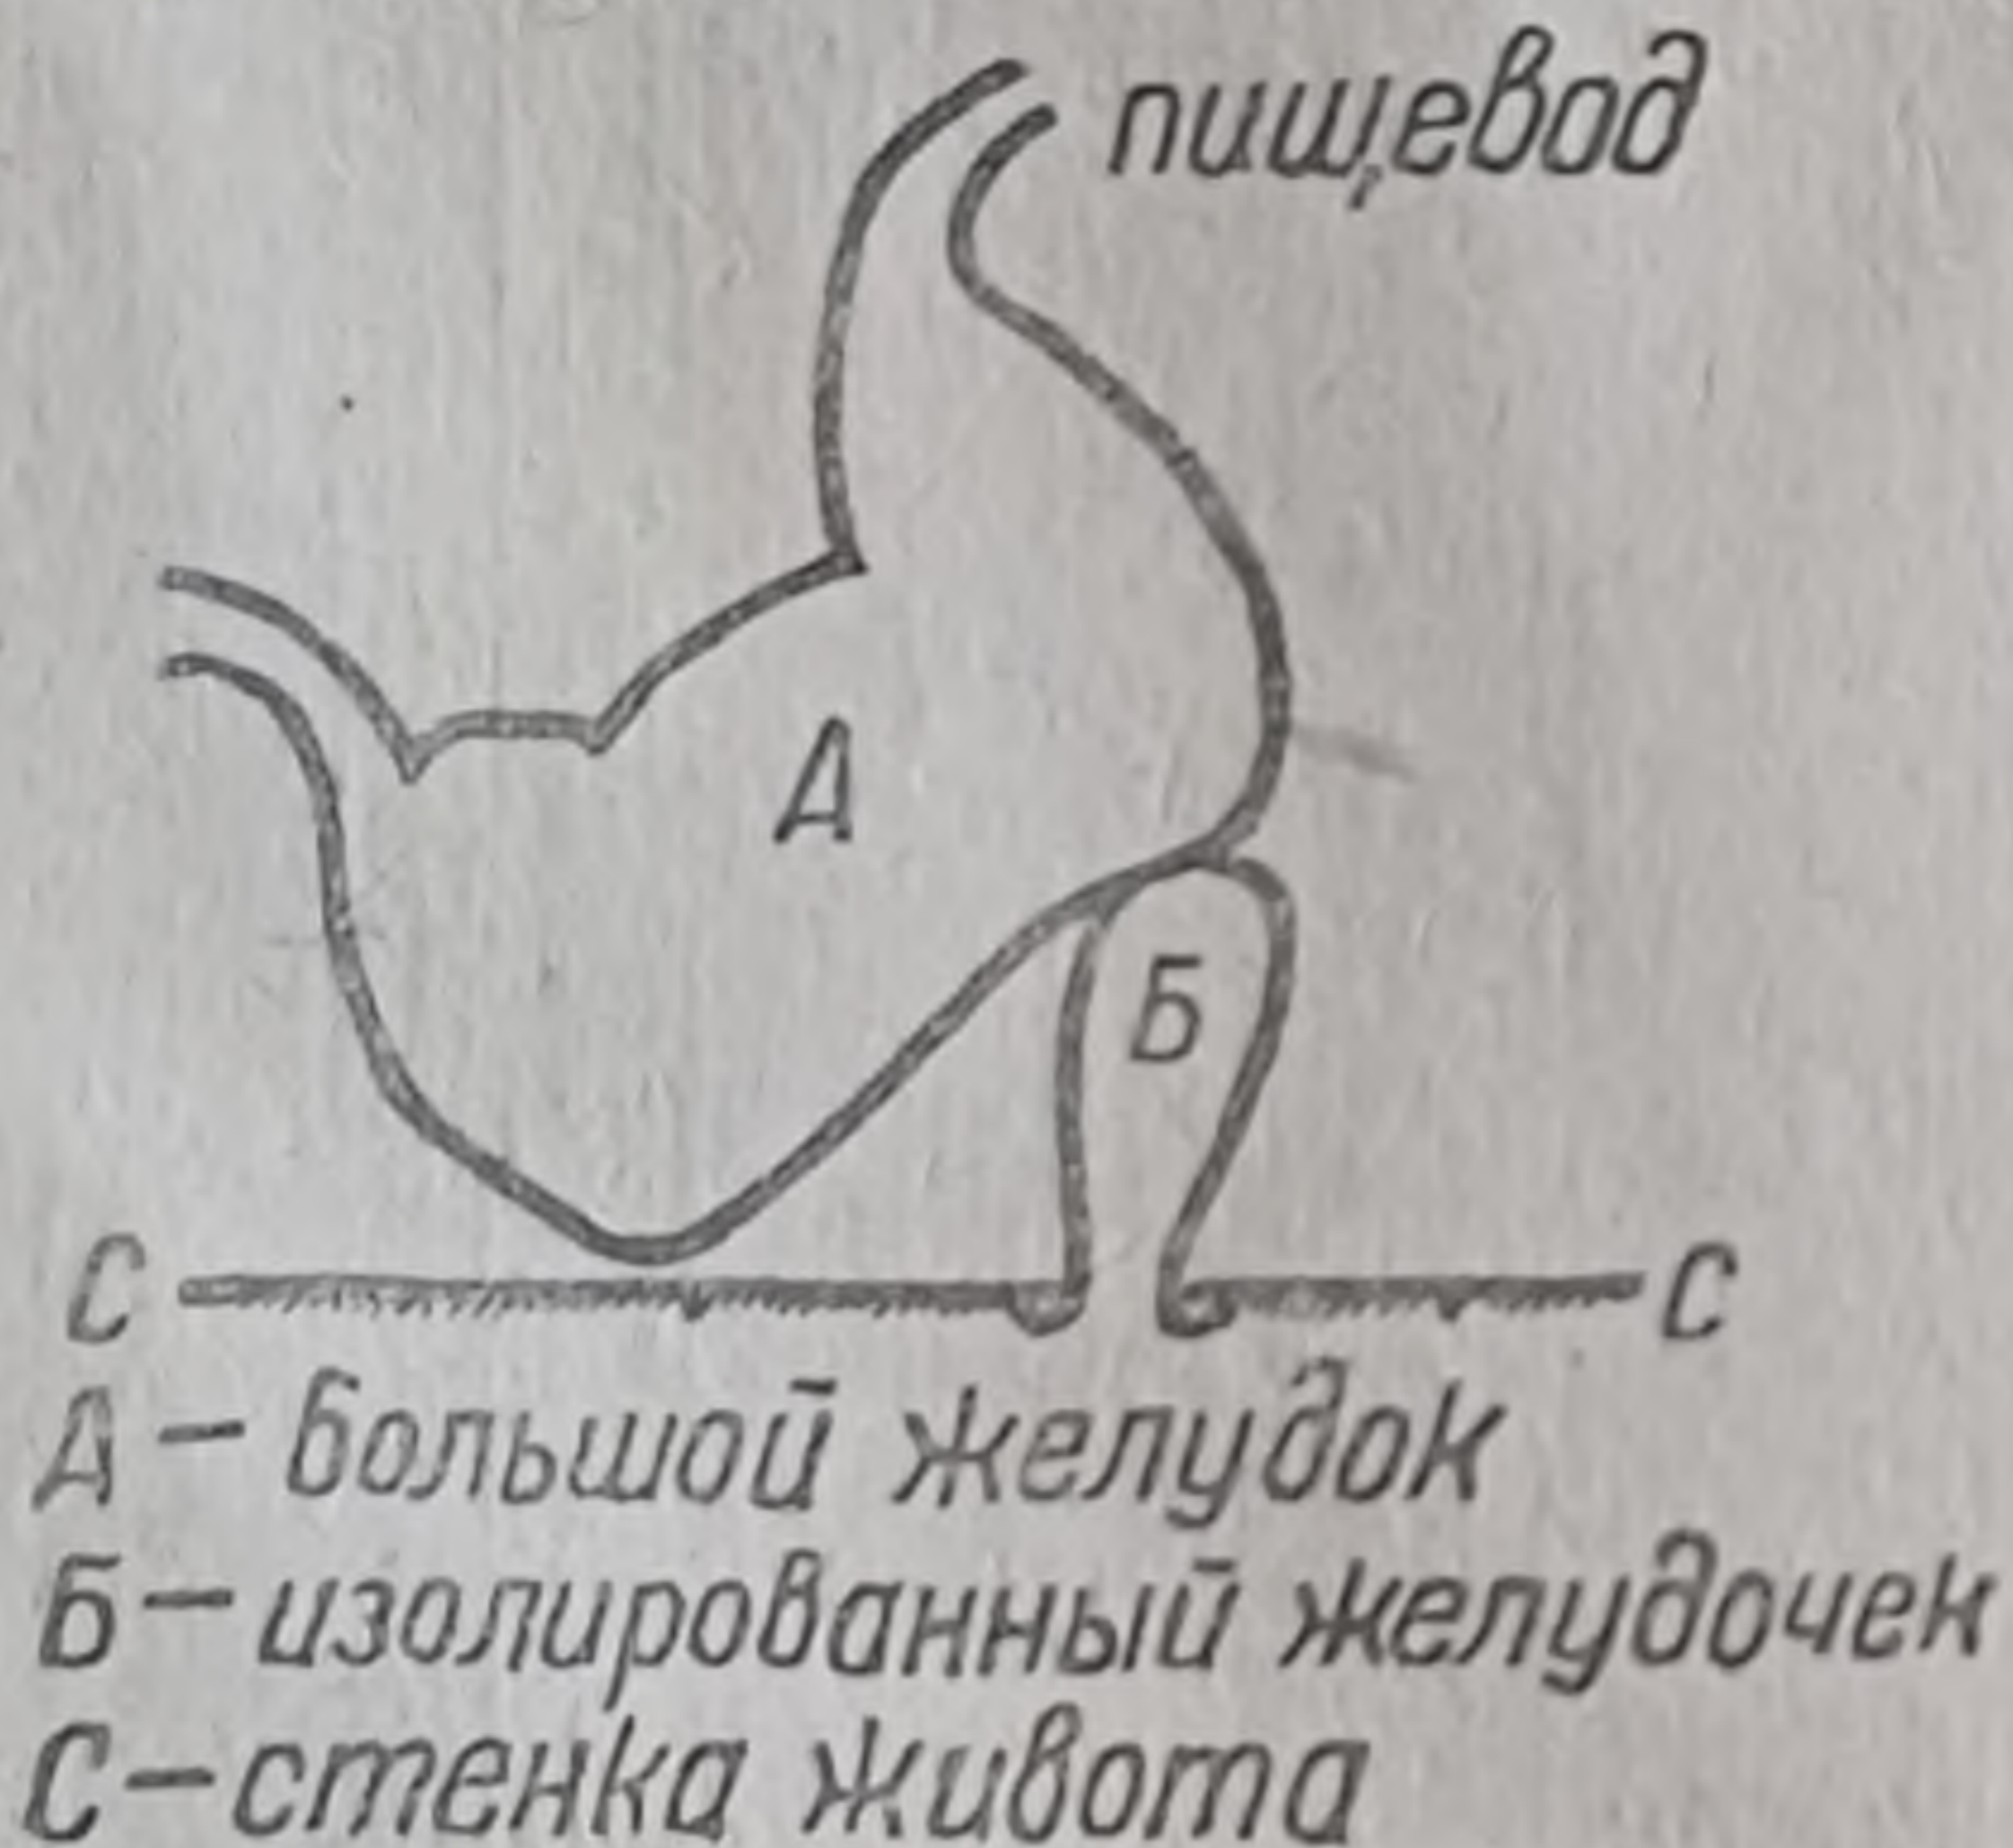 пищевод
А
Б
С С
А – большой желудок
Б – изолированный желудочек
С – стенка живота